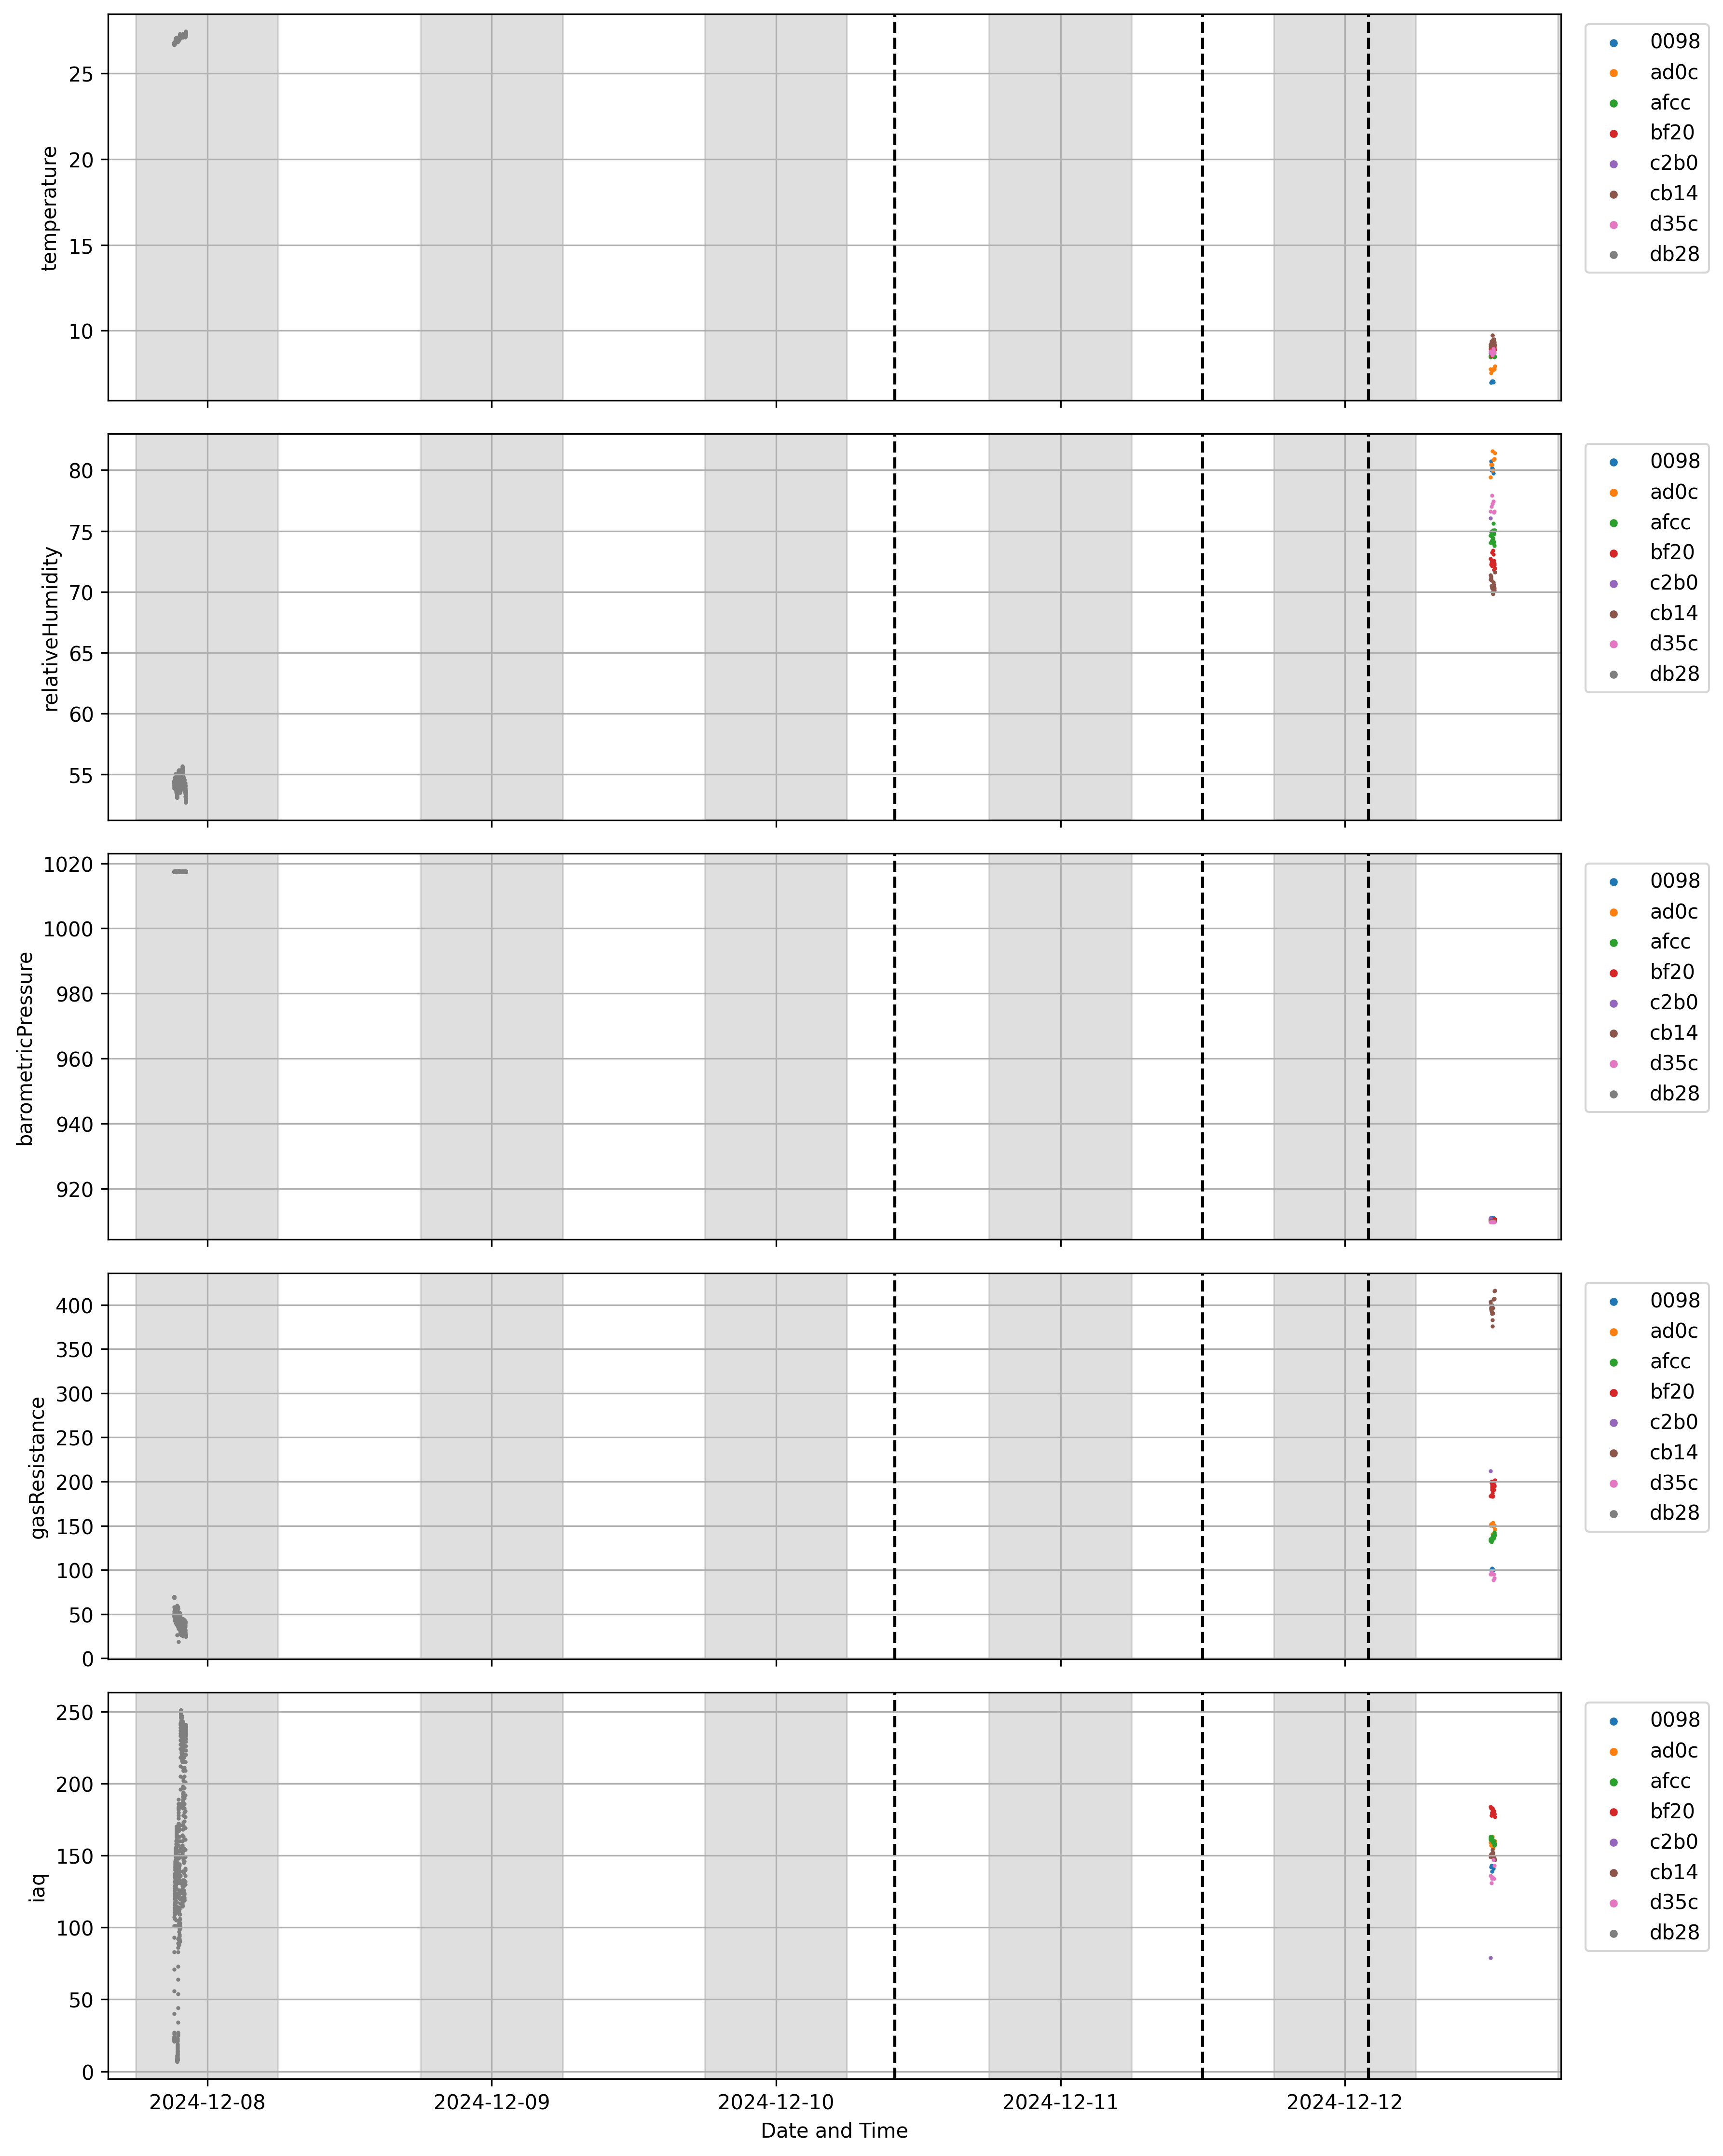 temperature
25
20
15
10
0098
ad0c
afcc
bf20
c2b0
cb14
d35c
db28
relativeHumidity
80
75
70
65
60
55
0098
ad0c
afcc
bf20
c2b0
cb14
d35c
db28
barometricPressure
1020
1000
980
960
940
920
0098
ad0c
afcc
bf20
c2b0
cb14
d35c
db28
gasResistance
400
350
300
250
200
150
100
50
0
0098
ad0c
afcc
bf20
c2b0
cb14
d35c
db28
iaq
250
200
150
100
50
0
0098
ad0c
afcc
bf20
c2b0
cb14
d35c
db28
2024-12-08 2024-12-09 2024-12-10 2024-12-11 2024-12-12
Date and Time